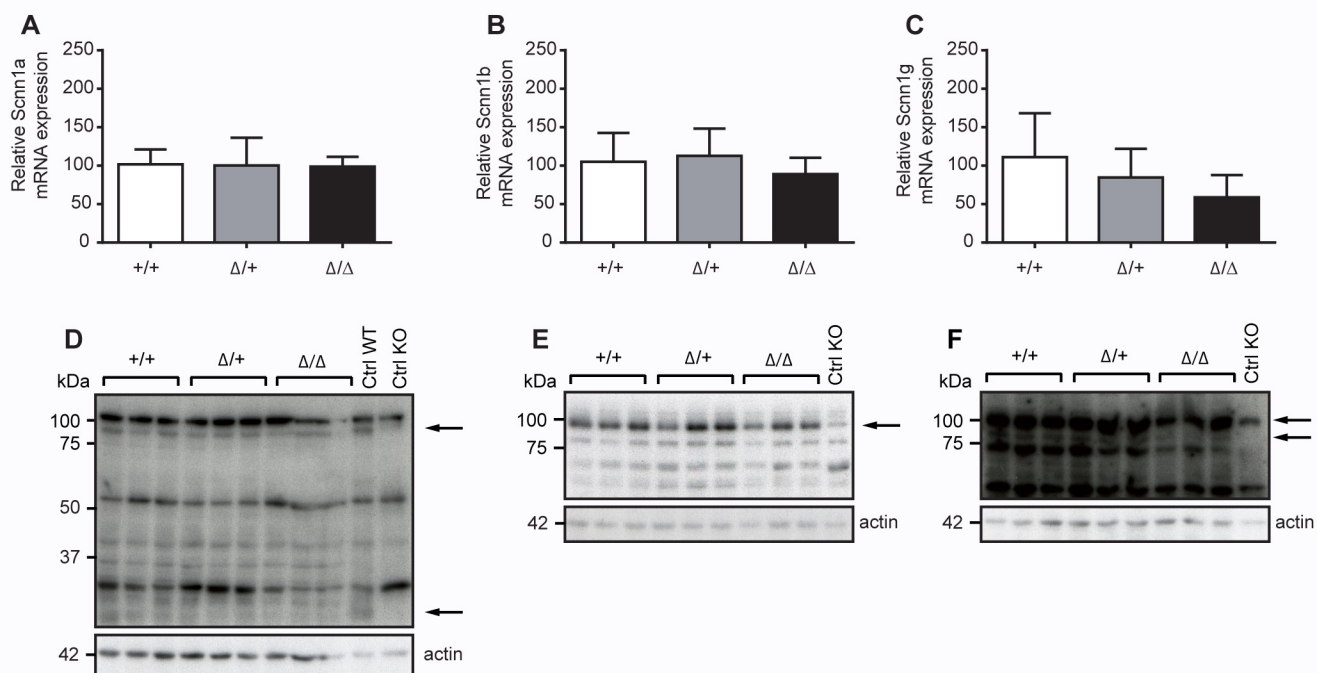 A
Relative Scnn1a
mRNA expression
250
200
150
100
50
0
+/+
Δ/+
Δ/Δ
B
Relative Scnn1b
mRNA expression
250
200
150
100
50
0
+/+
Δ/+
Δ/Δ
C
Relative Scnn1g
mRNA expression
250
200
150
100
50
0
+/+
Δ/+
Δ/Δ
D
kDa
+/+
Δ/+
Δ/Δ
Ctrl WT
Ctrl KO
100
75
50
37
42
actin
E
kDa
+/+
Δ/+
Δ/Δ
Ctrl KO
100
75
42
actin
F
kDa
+/+
Δ/+
Δ/Δ
Ctrl KO
100
75
42
actin